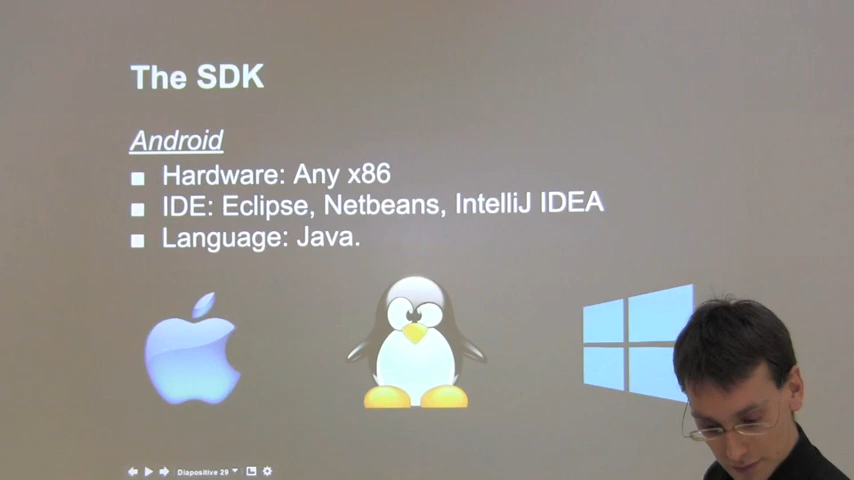 The SDK
Android
Hardware: Any x86
IDE: Eclipse, Netbeans, IntelliJ IDEA
Language: Java.
Diapositive 29